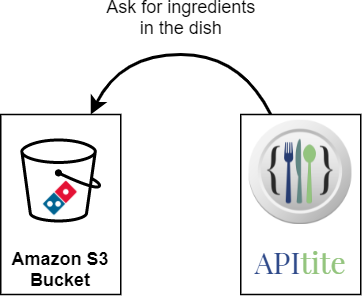 Ask for ingredients
in the dish
Amazon S3
Bucket
{ }
APItite